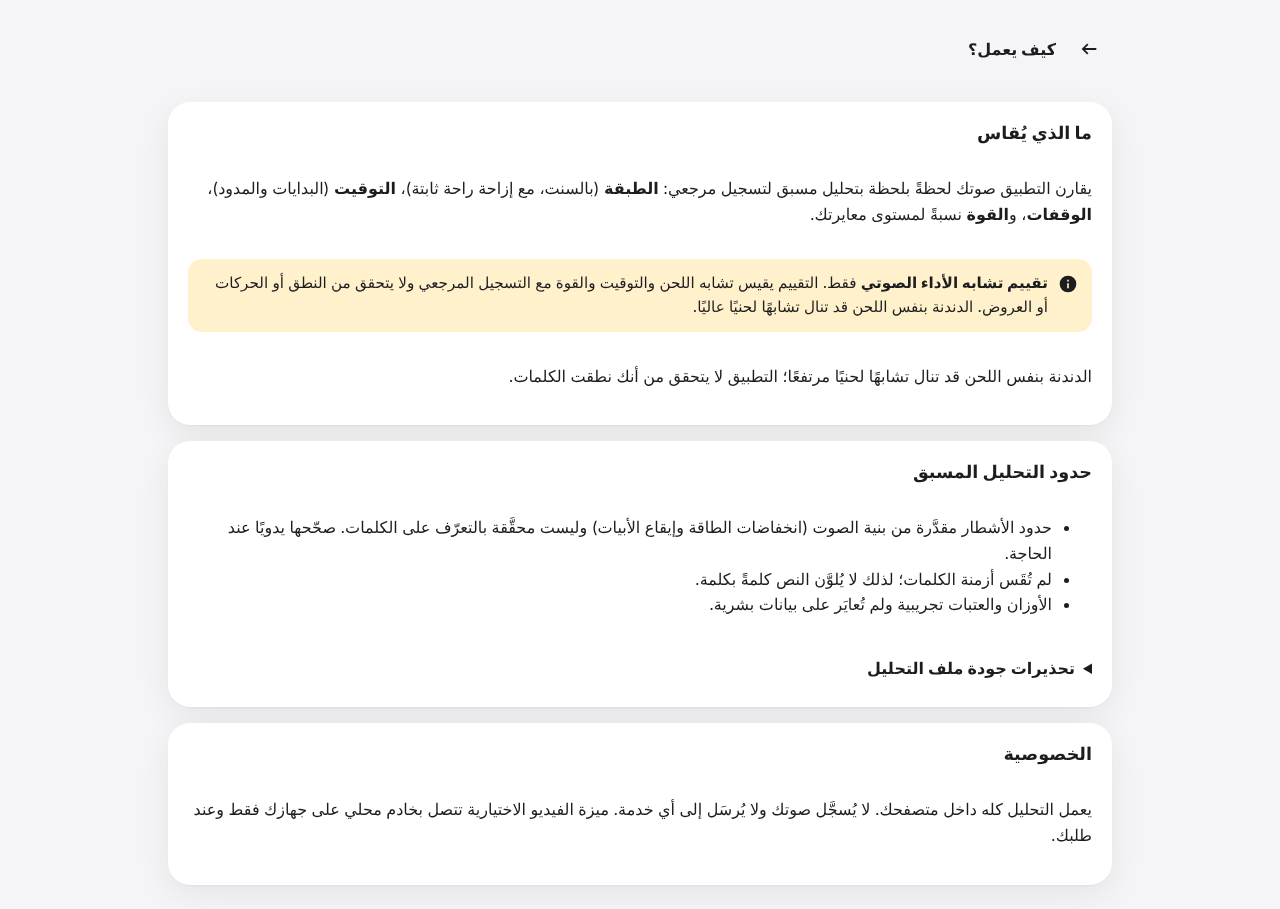 كيف يعمل؟
ما الذي يُقاس
يقارن التطبيق صوتك لحظةً بلحظة بتحليل مسبق لتسجيل مرجعي: الطبقة (بالسنت، مع إزاحة راحة ثابتة)، التوقيت (البدايات والمدود)،
الوقفات، والقوة نسبةً لمستوى معايرتك.
تقييم تشابه الأداء الصوتي فقط. التقييم يقيس تشابه اللحن والتوقيت والقوة مع التسجيل المرجعي ولا يتحقق من النطق أو الحركات
أو العروض. الدندنة بنفس اللحن قد تنال تشابهًا لحنيًا عاليًا.
الدندنة بنفس اللحن قد تنال تشابهًا لحنيًا مرتفعًا؛ التطبيق لا يتحقق من أنك نطقت الكلمات.
حدود التحليل المسبق
حدود الأشطار مقدَّرة من بنية الصوت (انخفاضات الطاقة وإيقاع الأبيات) وليست محقَّقة بالتعرّف على الكلمات. صحّحها يدويًا عند
الحاجة.
لم تُقَس أزمنة الكلمات؛ لذلك لا يُلوَّن النص كلمةً بكلمة.
الأوزان والعتبات تجريبية ولم تُعايَر على بيانات بشرية.
تحذيرات جودة ملف التحليل
الخصوصية
يعمل التحليل كله داخل متصفحك. لا يُسجَّل صوتك ولا يُرسَل إلى أي خدمة. ميزة الفيديو الاختيارية تتصل بخادم محلي على جهازك فقط وعند
طلبك.